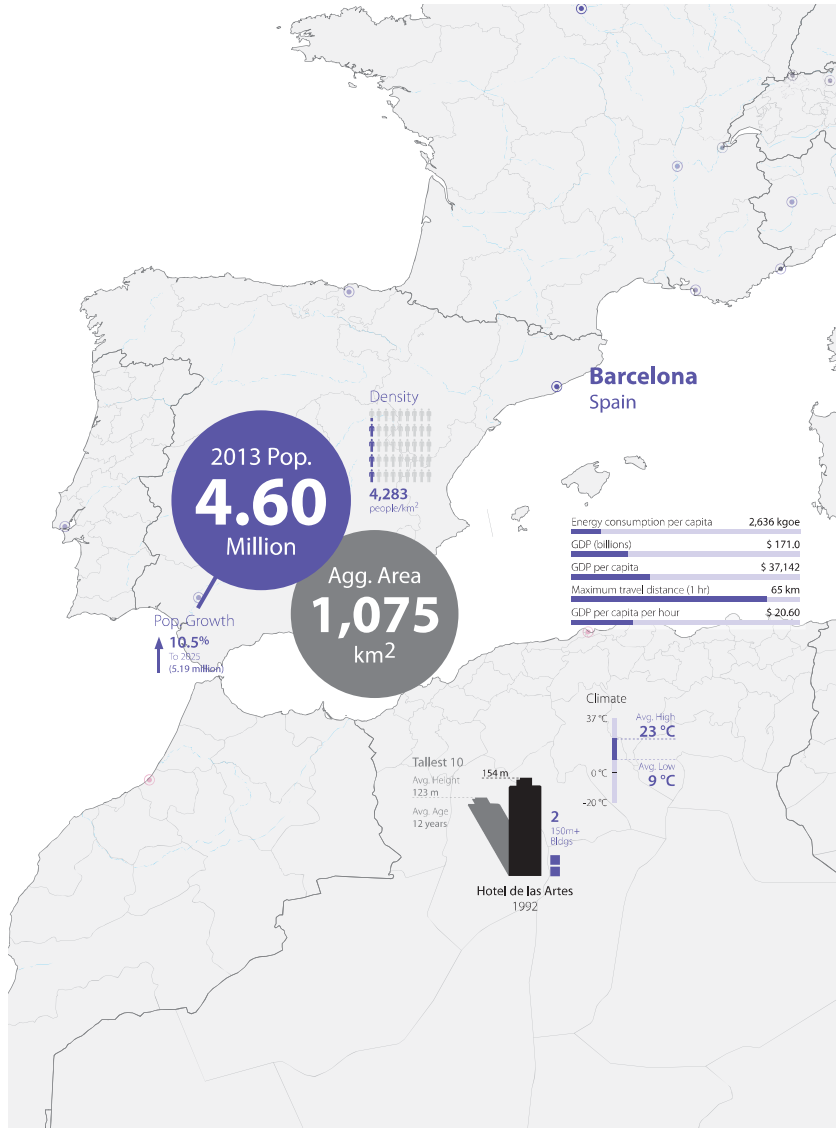 Barcelona
Spain
Density
4,283
people/km²
2013 Pop.
4.60
Million
Agg. Area
1,075
km²
Pop. Growth
10.5%
To 2025
(5.19 million)
Energy consumption per capita 2,636 kgoe
GDP (billions) $ 171.0
GDP per capita $ 37,142
Maximum travel distance (1 hr) 65 km
GDP per capita per hour $ 20.60
Climate
37 °C
0 °C
-20 °C
Avg. High
23 °C
Avg. Low
9 °C
Tallest 10
Avg. Height
123 m
Avg. Age
12 years
154 m
2
150m+
Bldgs
Hotel de las Artes
1992